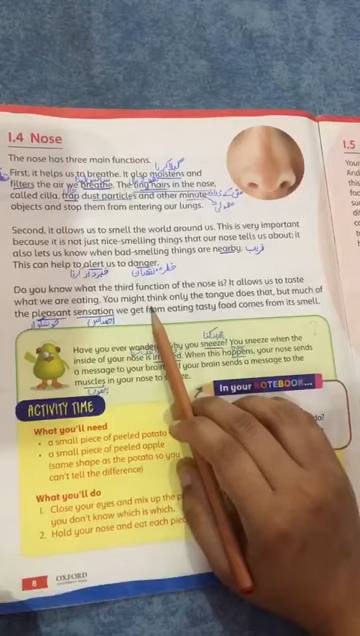 1.4 Nose
The nose has three main functions.
First, it helps us to breathe. It also moistens and
filters the air we breathe. The tiny hairs in the nose,
called cilia, trap dust particles and other minute
objects and stop them from entering our lungs.
Second, it allows us to smell the world around us. This is very important
because it is not just nice-smelling things that our nose tells us about; it
also lets us know when bad-smelling things are nearby. قریب
This can help to alert us to danger.
Do you know what the third function of the nose is? It allows us to taste
what we are eating. You might think only the tongue does that, but much of
the pleasant sensation we get from eating tasty food comes from its smell.
احساس
Have you ever wondered why you sneeze? You sneeze when the
inside of your nose is irritated. When this happens, your nose sends
a message to your brain. Your brain sends a message to the
muscles in your nose to sneeze.
In your NOTEBOOK...
ACTIVITY TIME
What you'll need
• a small piece of peeled potato
• a small piece of peeled apple
(same shape as the potato so you
can't tell the difference)
What you'll do
1. Close your eyes and mix up the
you don't know which is which.
2. Hold your nose and eat each
8 OXFORD
1.5